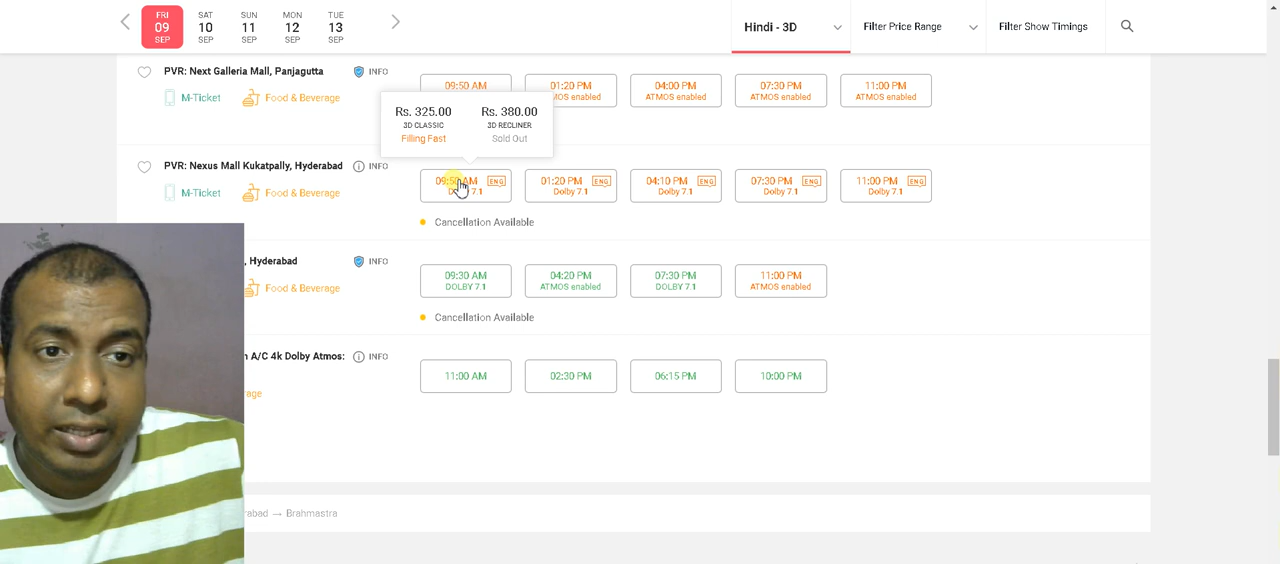 FRI
09
SEP
SAT
10
SEP
SUN
11
SEP
MON
12
SEP
TUE
13
SEP
Hindi - 3D
Filter Price Range
Filter Show Timings
PVR: Next Galleria Mall, Panjagutta
INFO
M-Ticket
Food & Beverage
09:50 AM
01:20 PM
MOS enabled
04:00 PM
ATMOS enabled
07:30 PM
ATMOS enabled
11:00 PM
ATMOS enabled
Rs. 325.00
3D CLASSIC
Filling Fast
Rs. 380.00
3D RECLINER
Sold Out
PVR: Nexus Mall Kukatpally, Hyderabad
INFO
M-Ticket
Food & Beverage
09:50 AM ENG
7.1
01:20 PM ENG
Dolby 7.1
04:10 PM ENG
Dolby 7.1
07:30 PM ENG
Dolby 7.1
11:00 PM ENG
Dolby 7.1
Cancellation Available
, Hyderabad
INFO
Food & Beverage
09:30 AM
DOLBY 7.1
04:20 PM
ATMOS enabled
07:30 PM
DOLBY 7.1
11:00 PM
ATMOS enabled
Cancellation Available
n A/C 4k Dolby Atmos:
INFO
rage
11:00 AM
02:30 PM
06:15 PM
10:00 PM
rabad → Brahmastra